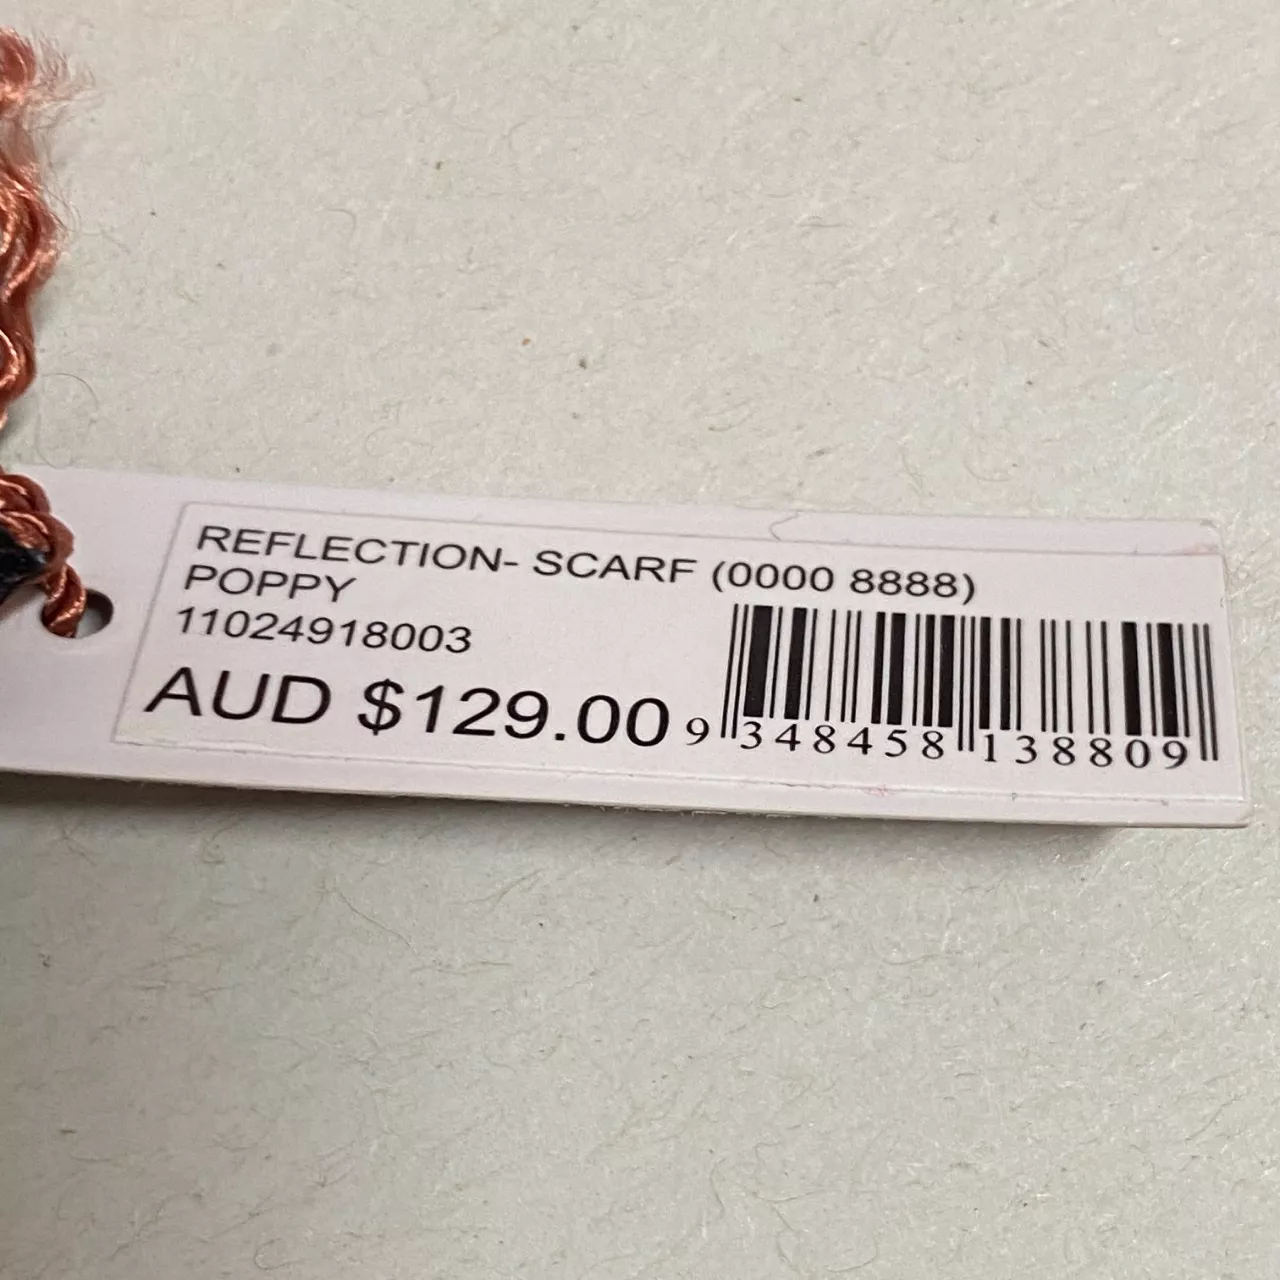 REFLECTION- SCARF (0000 8888)
POPPY
11024918003
AUD $129.00
9 348458 138809